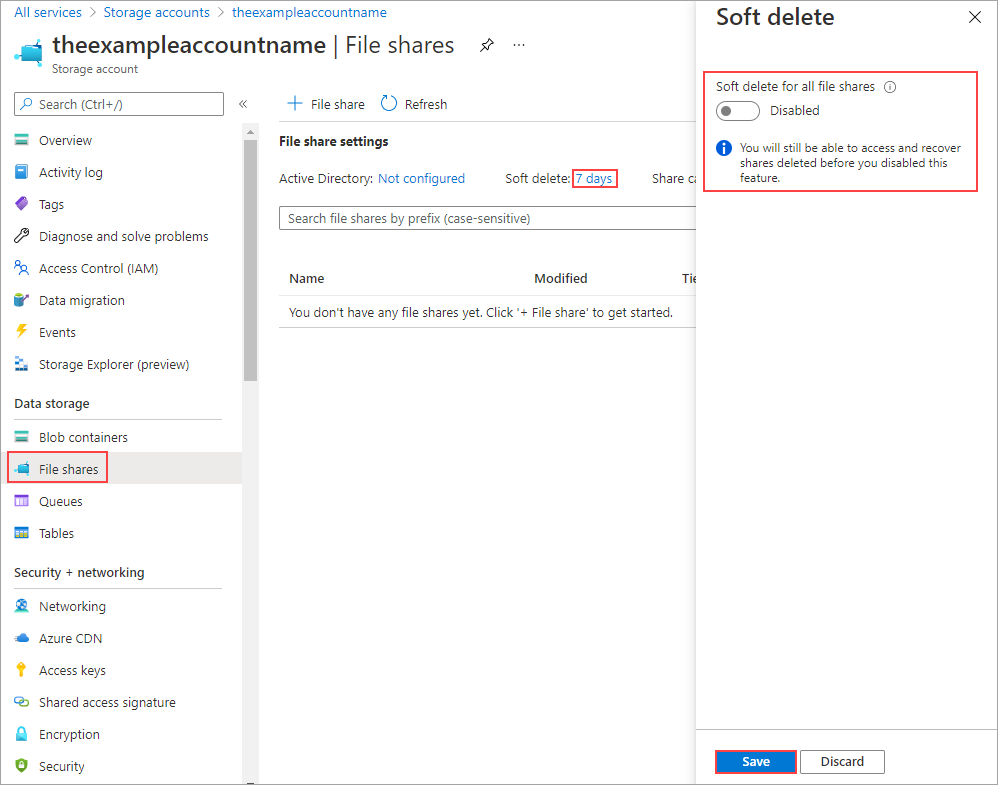 All services > Storage accounts > theexampleaccountname
theexampleaccountname | File shares
Storage account
Search (Ctrl+/)
Overview
Activity log
Tags
Diagnose and solve problems
Access Control (IAM)
Data migration
Events
Storage Explorer (preview)
Data storage
Blob containers
File shares
Queues
Tables
Security + networking
Networking
Azure CDN
Access keys
Shared access signature
Encryption
Security
+ File share Refresh
File share settings
Active Directory: Not configured Soft delete: 7 days Share ca
Search file shares by prefix (case-sensitive)
Name Modified Tie
You don't have any file shares yet. Click '+ File share' to get started.
Soft delete
Soft delete for all file shares
Disabled
You will still be able to access and recover
shares deleted before you disabled this
feature.
Save Discard